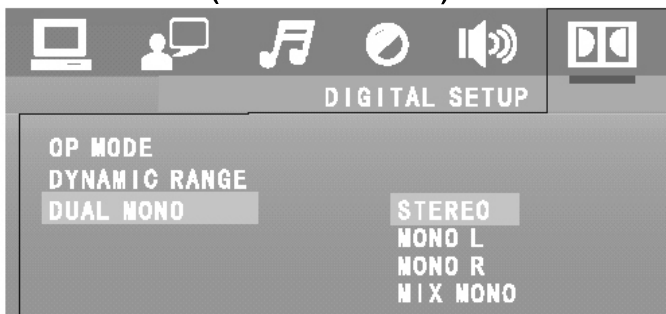 DIGITAL SETUP
OP MODE
DYNAMIC RANGE
DUAL MONO
STEREO
MONO L
MONO R
MIX MONO